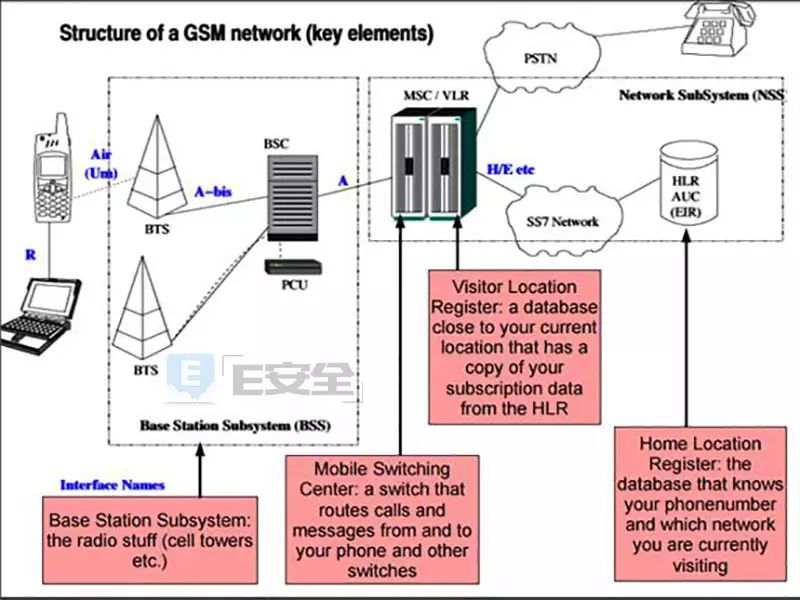 Structure of a GSM network (key elements)
PSTN
MSC / VLR
Network SubSystem (NSS
BSC
Air
(Um)
A-bis
A
H/E etc
HLR
AUC
(EIR)
BTS
SS7 Network
R
PCU
BTS
E安全
Base Station Subsystem (BSS)
Interface Names
Base Station Subsystem:
the radio stuff (cell towers
etc.)
Mobile Switching
Center: a switch that
routes calls and
messages from and to
your phone and other
switches
Visitor Location
Register: a database
close to your current
location that has a
copy of your
subscription data
from the HLR
Home Location
Register: the
database that knows
your phonenumber
and which network
you are currently
visiting